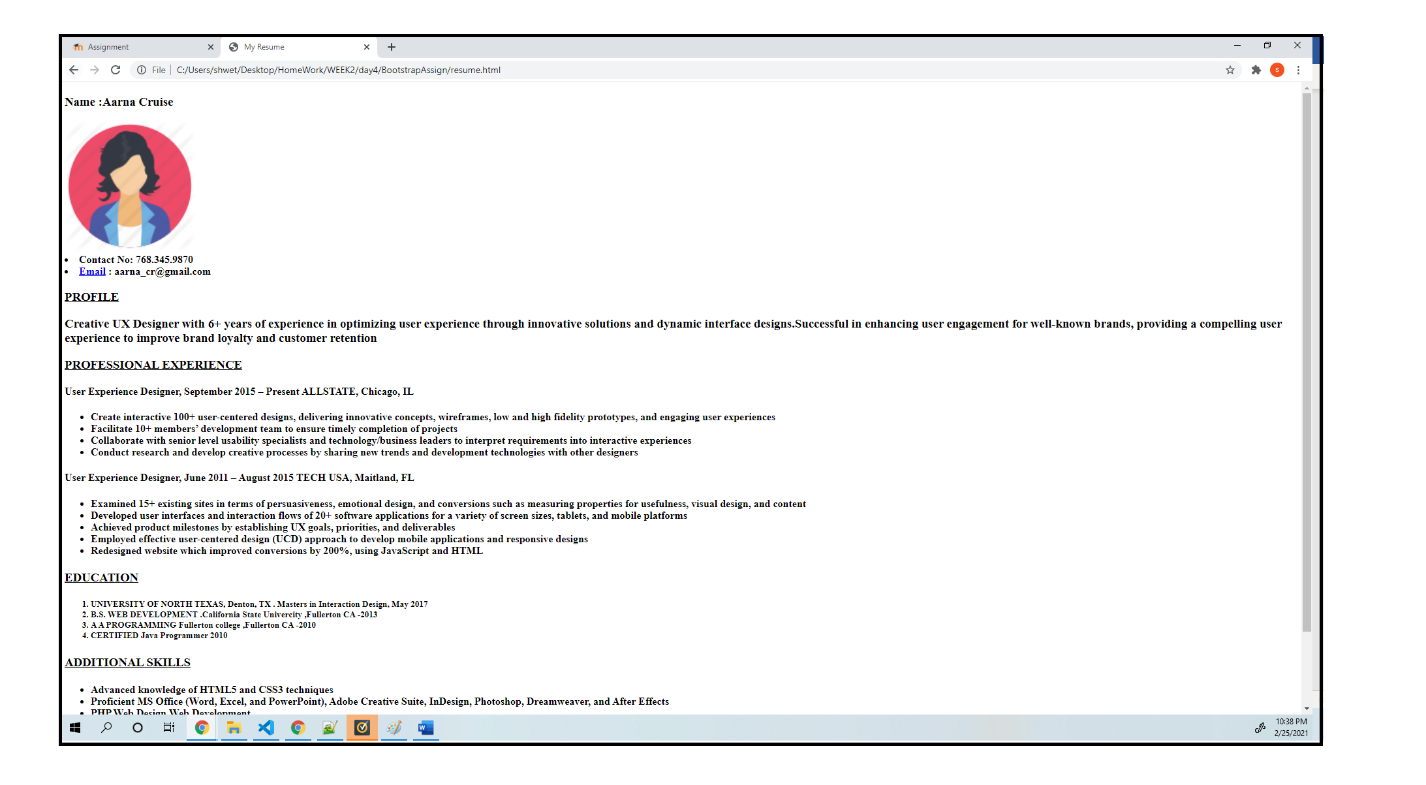 Assignment
My Resume
File | C:/Users/shwet/Desktop/HomeWork/WEEK2/day4/BootstrapAssign/resume.html
S
Name :Aarna Cruise
• Contact No: 768.345.9870
• Email : aarna_cr@gmail.com
PROFILE
Creative UX Designer with 6+ years of experience in optimizing user experience through innovative solutions and dynamic interface designs.Successful in enhancing user engagement for well-known brands, providing a compelling user
experience to improve brand loyalty and customer retention
PROFESSIONAL EXPERIENCE
User Experience Designer, September 2015 – Present ALLSTATE, Chicago, IL
• Create interactive 100+ user-centered designs, delivering innovative concepts, wireframes, low and high fidelity prototypes, and engaging user experiences
• Facilitate 10+ members’ development team to ensure timely completion of projects
• Collaborate with senior level usability specialists and technology/business leaders to interpret requirements into interactive experiences
• Conduct research and develop creative processes by sharing new trends and development technologies with other designers
User Experience Designer, June 2011 – August 2015 TECH USA, Maitland, FL
• Examined 15+ existing sites in terms of persuasiveness, emotional design, and conversions such as measuring properties for usefulness, visual design, and content
• Developed user interfaces and interaction flows of 20+ software applications for a variety of screen sizes, tablets, and mobile platforms
• Achieved product milestones by establishing UX goals, priorities, and deliverables
• Employed effective user-centered design (UCD) approach to develop mobile applications and responsive designs
• Redesigned website which improved conversions by 200%, using JavaScript and HTML
EDUCATION
1. UNIVERSITY OF NORTH TEXAS, Denton, TX . Masters in Interaction Design, May 2017
2. B.S. WEB DEVELOPMENT .California State Univercity ,Fullerton CA -2013
3. A A PROGRAMMING Fullerton college ,Fullerton CA -2010
4. CERTIFIED Java Programmer 2010
ADDITIONAL SKILLS
• Advanced knowledge of HTML5 and CSS3 techniques
• Proficient MS Office (Word, Excel, and PowerPoint), Adobe Creative Suite, InDesign, Photoshop, Dreamweaver, and After Effects
• PHP Web Design Web Development
10:38 PM
2/25/2021